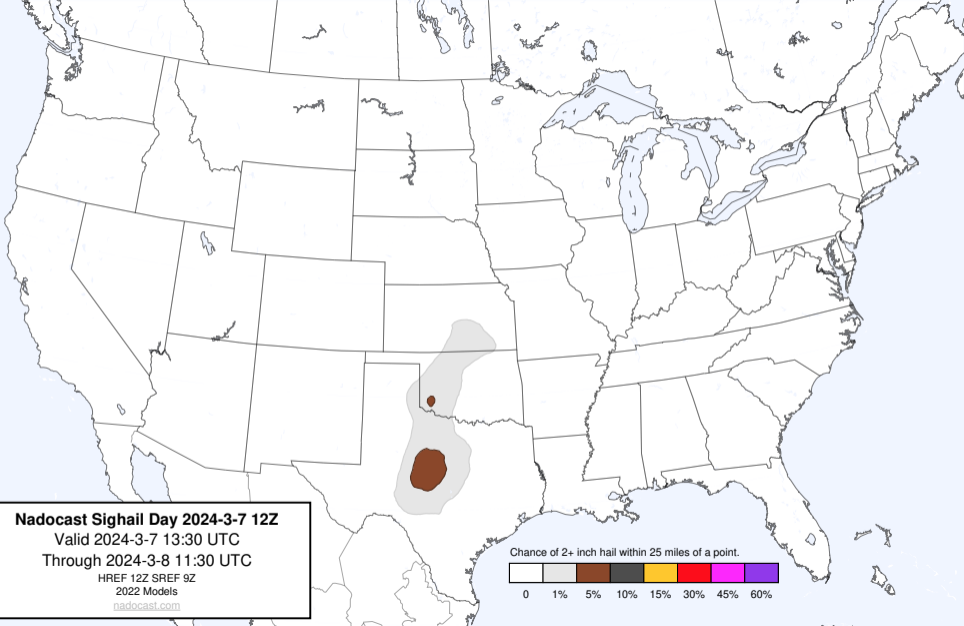 Nadocast Sighail Day 2024-3-7 12Z
Valid 2024-3-7 13:30 UTC
Through 2024-3-8 11:30 UTC
HREF 12Z SREF 9Z
2022 Models
nadocast.com
Chance of 2+ inch hail within 25 miles of a point.
0 1% 5% 10% 15% 30% 45% 60%